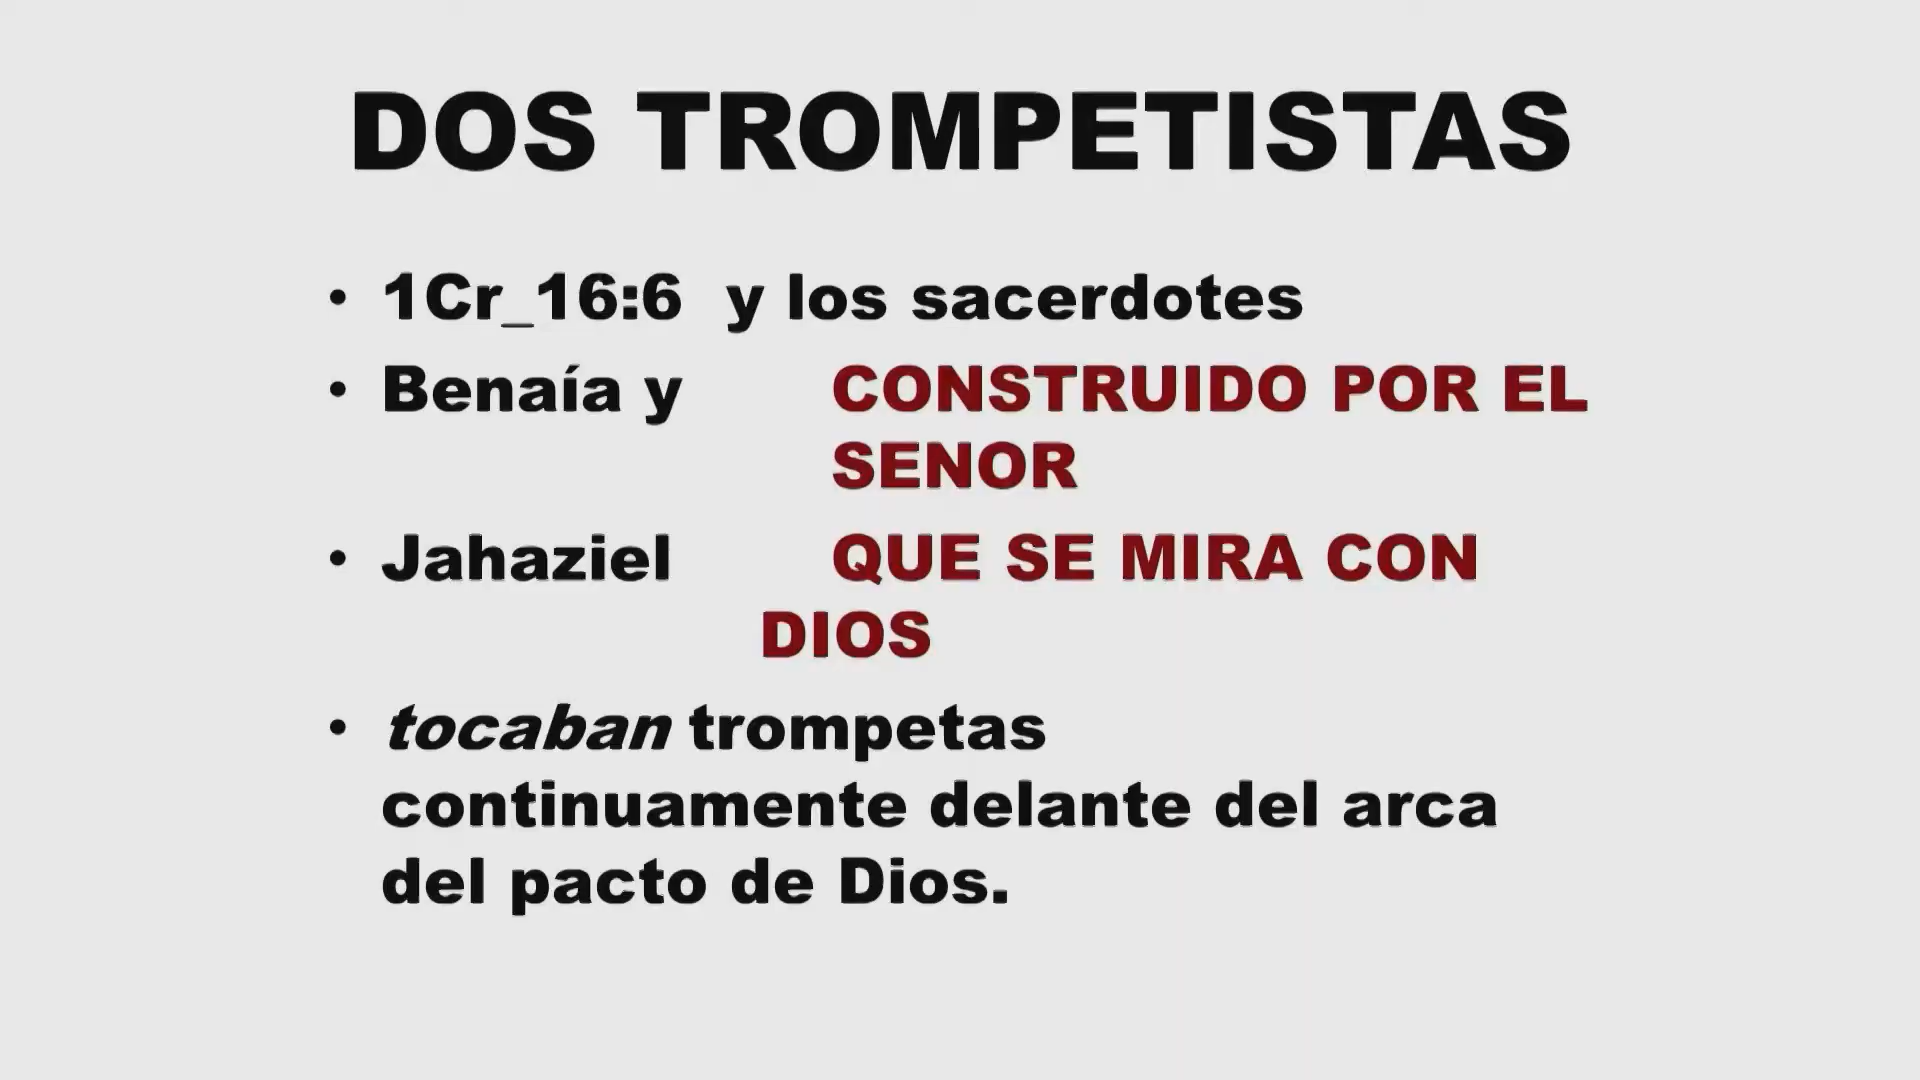 DOS TROMPETISTAS
• 1Cr_16:6 y los sacerdotes
• Benaía y CONSTRUIDO POR EL
SENOR
• Jahaziel QUE SE MIRA CON
DIOS
• tocaban trompetas
continuamente delante del arca
del pacto de Dios.